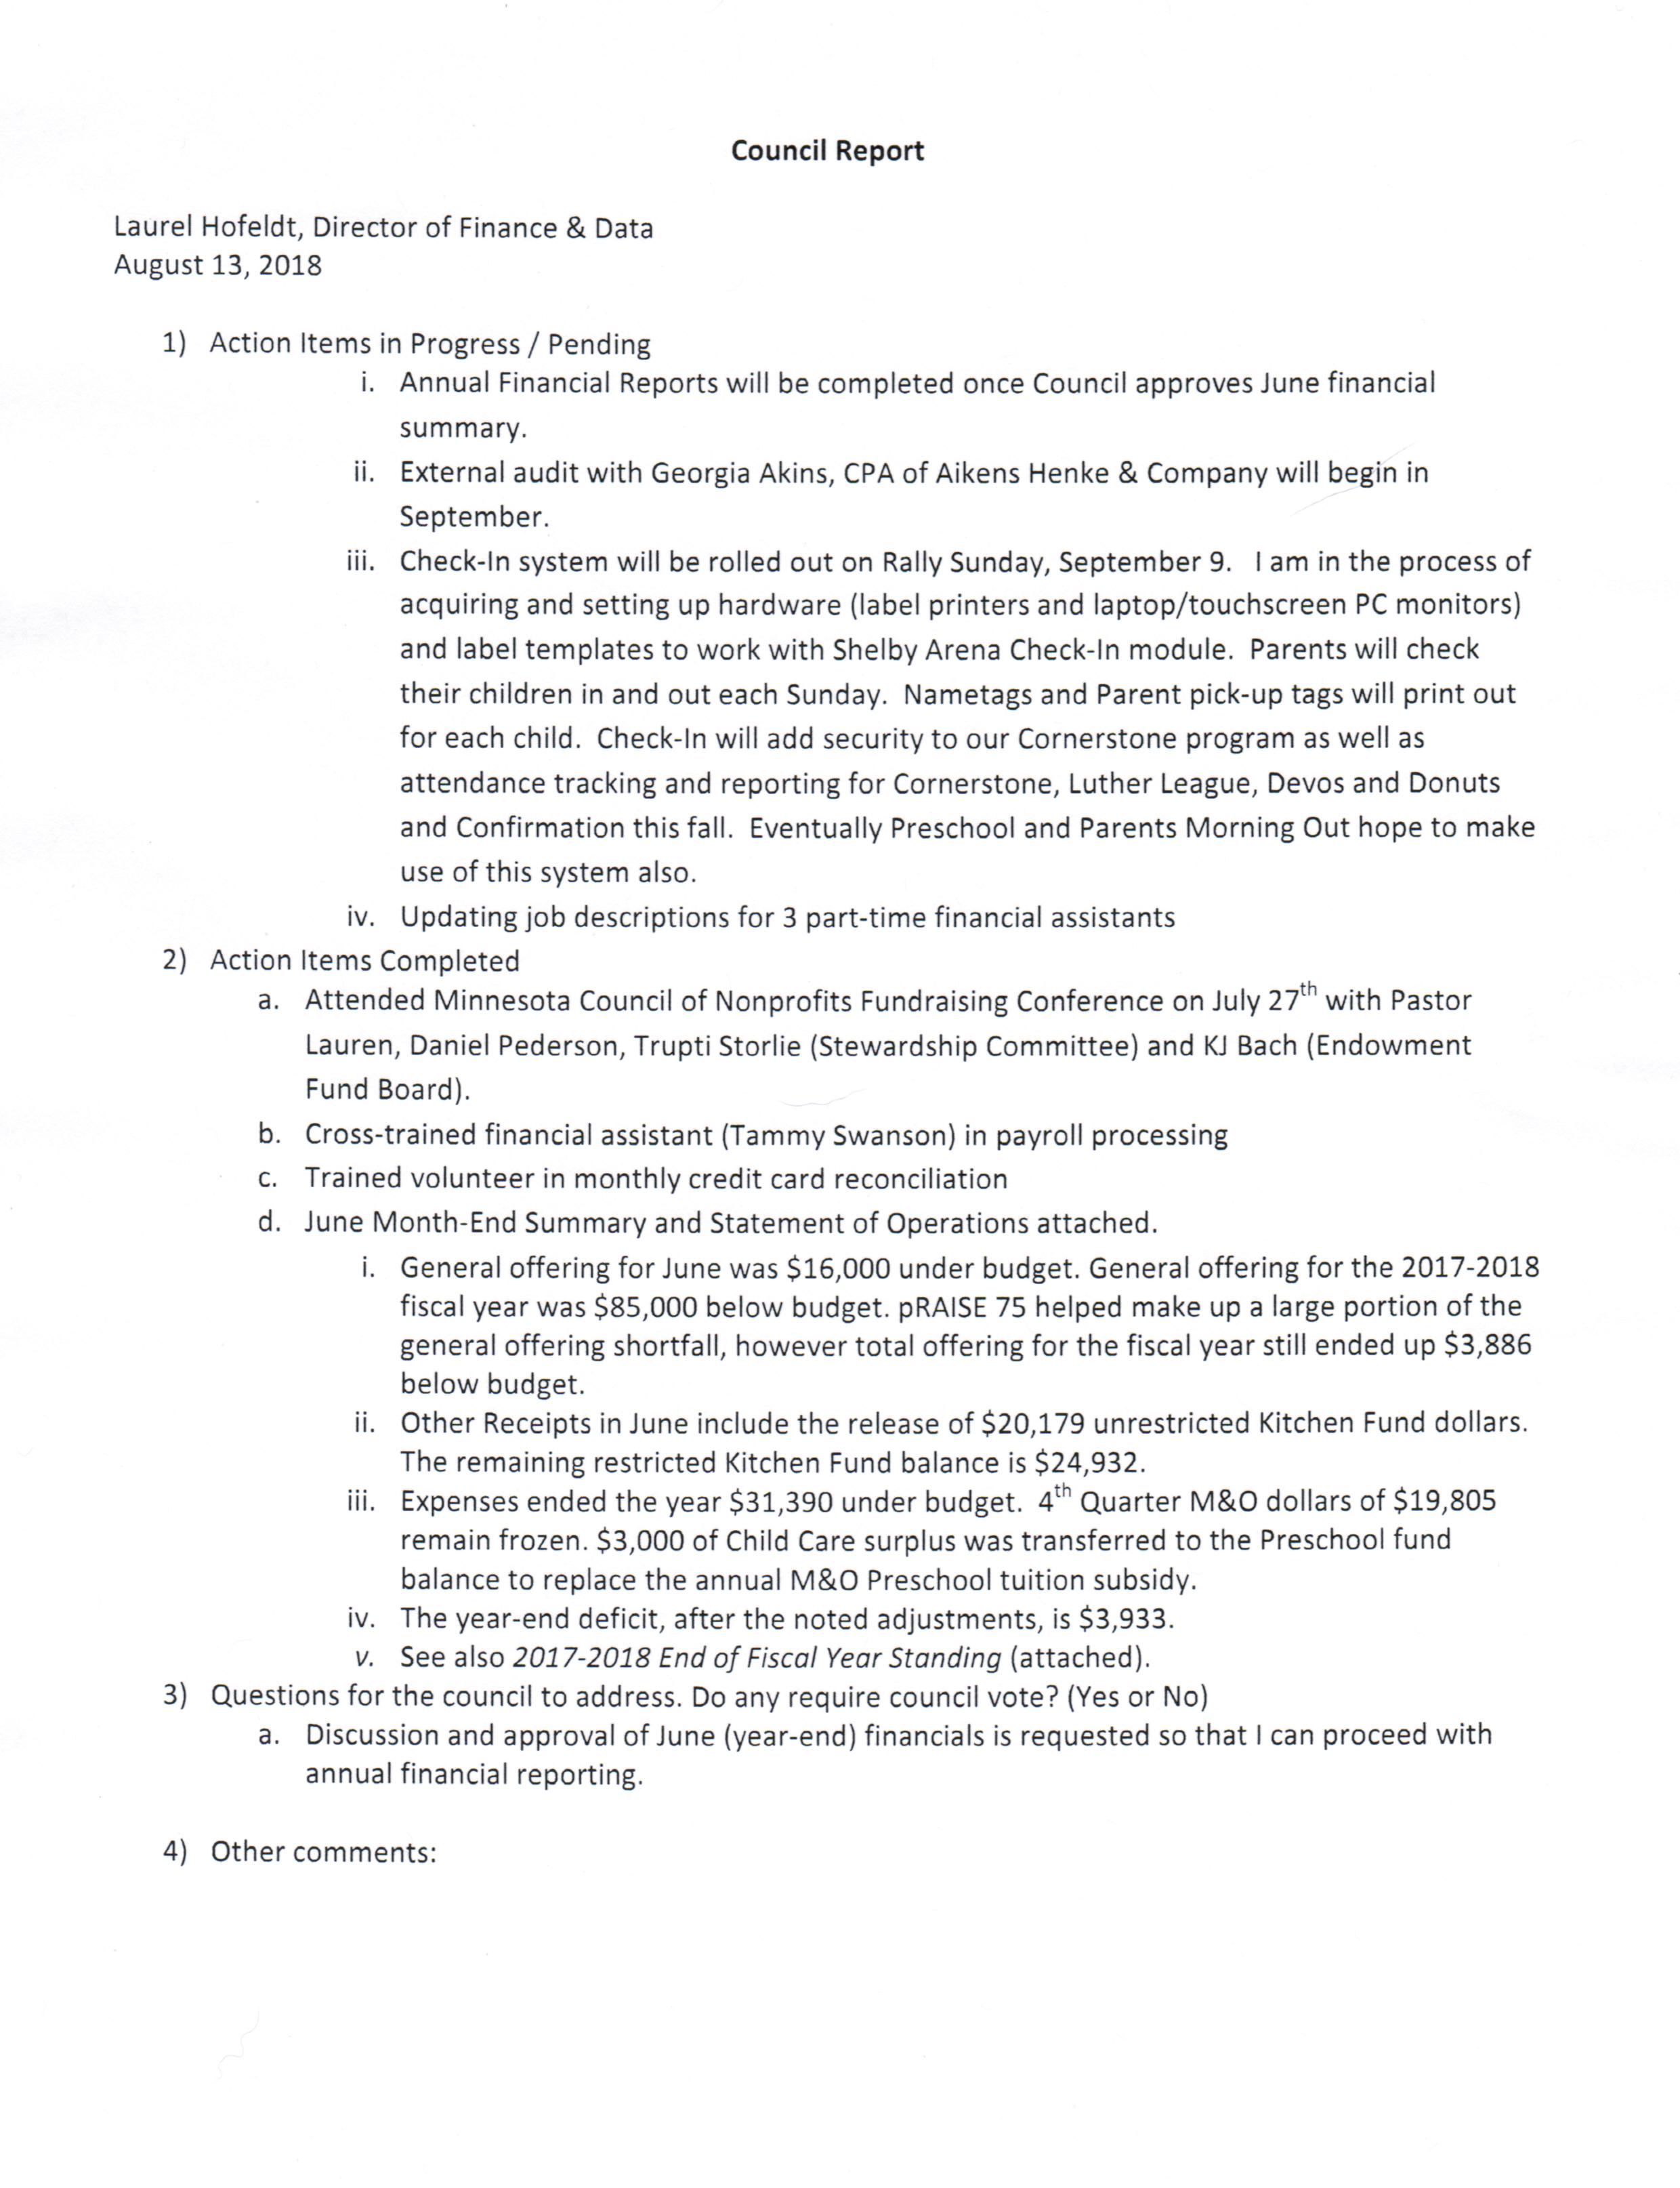 Council Report
Laurel Hofeldt, Director of Finance & Data
August 13, 2018
1) Action Items in Progress / Pending
i. Annual Financial Reports will be completed once Council approves June financial
summary.
ii. External audit with Georgia Akins, CPA of Aikens Henke & Company will begin in
September.
iii. Check-In system will be rolled out on Rally Sunday, September 9. I am in the process of
acquiring and setting up hardware (label printers and laptop/touchscreen PC monitors)
and label templates to work with Shelby Arena Check-In module. Parents will check
their children in and out each Sunday. Nametags and Parent pick-up tags will print out
for each child. Check-In will add security to our Cornerstone program as well as
attendance tracking and reporting for Cornerstone, Luther League, Devos and Donuts
and Confirmation this fall. Eventually Preschool and Parents Morning Out hope to make
use of this system also.
iv. Updating job descriptions for 3 part-time financial assistants
2) Action Items Completed
a. Attended Minnesota Council of Nonprofits Fundraising Conference on July 27th with Pastor
Lauren, Daniel Pederson, Trupti Storlie (Stewardship Committee) and KJ Bach (Endowment
Fund Board).
b. Cross-trained financial assistant (Tammy Swanson) in payroll processing
c. Trained volunteer in monthly credit card reconciliation
d. June Month-End Summary and Statement of Operations attached.
i. General offering for June was $16,000 under budget. General offering for the 2017-2018
fiscal year was $85,000 below budget. pRAISE 75 helped make up a large portion of the
general offering shortfall, however total offering for the fiscal year still ended up $3,886
below budget.
ii. Other Receipts in June include the release of $20,179 unrestricted Kitchen Fund dollars.
The remaining restricted Kitchen Fund balance is $24,932.
iii. Expenses ended the year $31,390 under budget. 4th Quarter M&O dollars of $19,805
remain frozen. $3,000 of Child Care surplus was transferred to the Preschool fund
balance to replace the annual M&O Preschool tuition subsidy.
iv. The year-end deficit, after the noted adjustments, is $3,933.
v. See also 2017-2018 End of Fiscal Year Standing (attached).
3) Questions for the council to address. Do any require council vote? (Yes or No)
a. Discussion and approval of June (year-end) financials is requested so that I can proceed with
annual financial reporting.
4) Other comments: